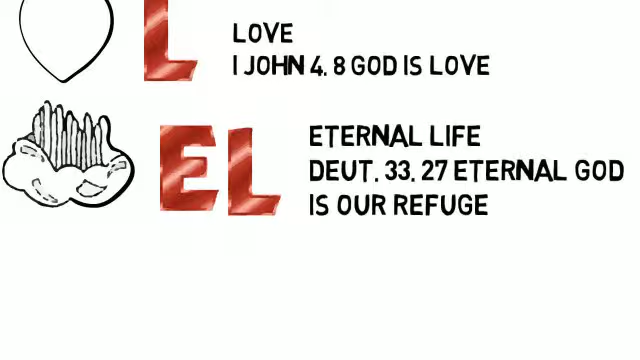 L LOVE
I JOHN 4. 8 GOD IS LOVE
EL ETERNAL LIFE
DEUT. 33. 27 ETERNAL GOD
IS OUR REFUGE